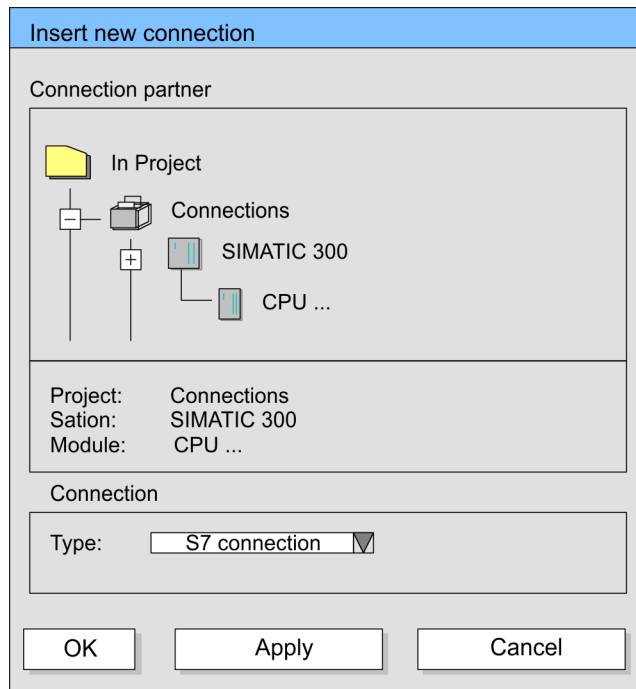 Insert new connection
Connection partner
In Project
Connections
SIMATIC 300
CPU ...
Project: Connections
Sation: SIMATIC 300
Module: CPU ...
Connection
Type: S7 connection
OK Apply Cancel